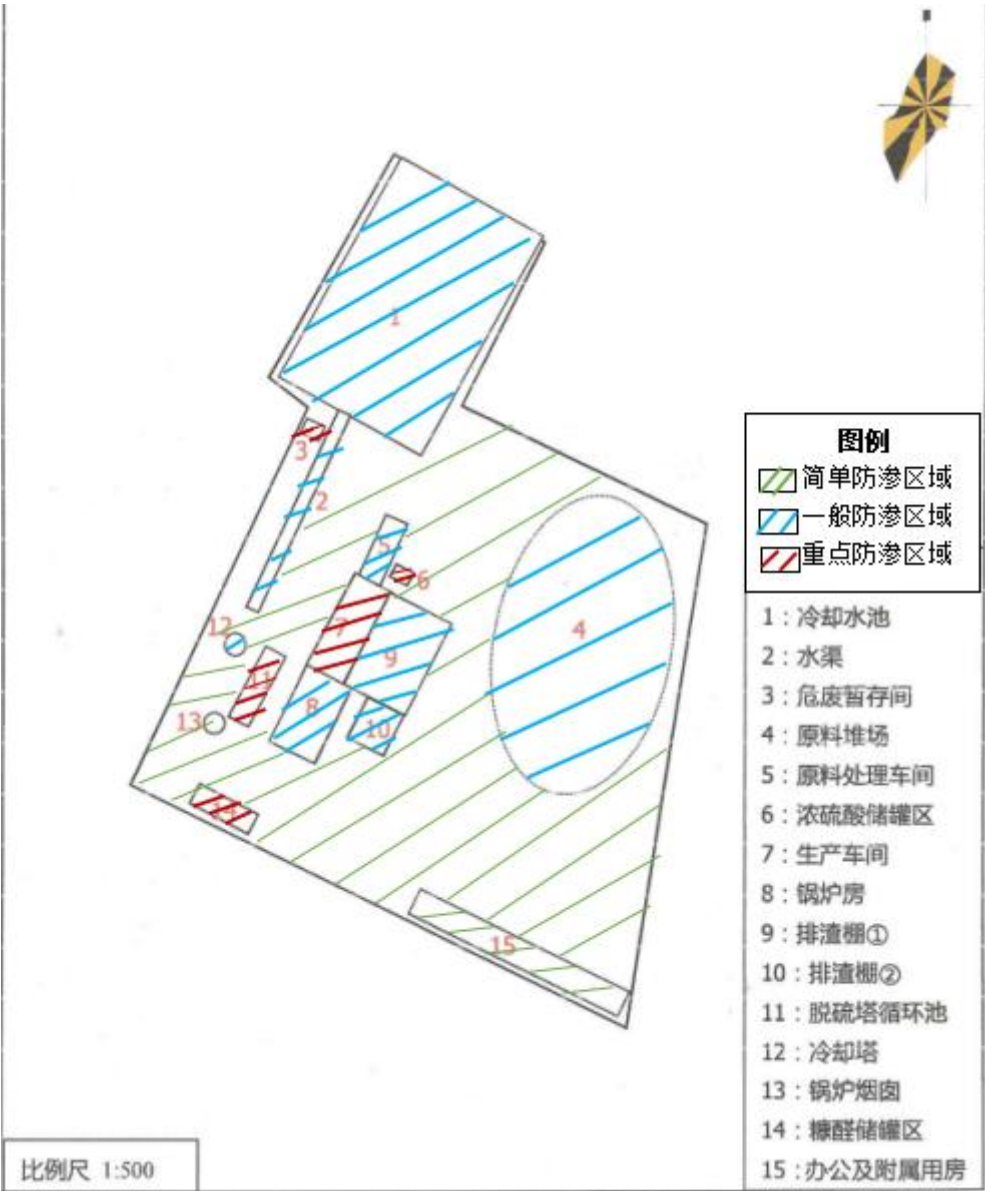 1
3
2
5
6
4
7
12
9
11
8
13
10
14
15
图例
简单防渗区域
一般防渗区域
重点防渗区域
1：冷却水池
2：水渠
3：危废暂存间
4：原料堆场
5：原料处理车间
6：浓硫酸储罐区
7：生产车间
8：锅炉房
9：排渣棚①
10：排渣棚②
11：脱硫塔循环池
12：冷却塔
13：锅炉烟囱
14：糠醛储罐区
15：办公及附属用房
比例尺 1:500